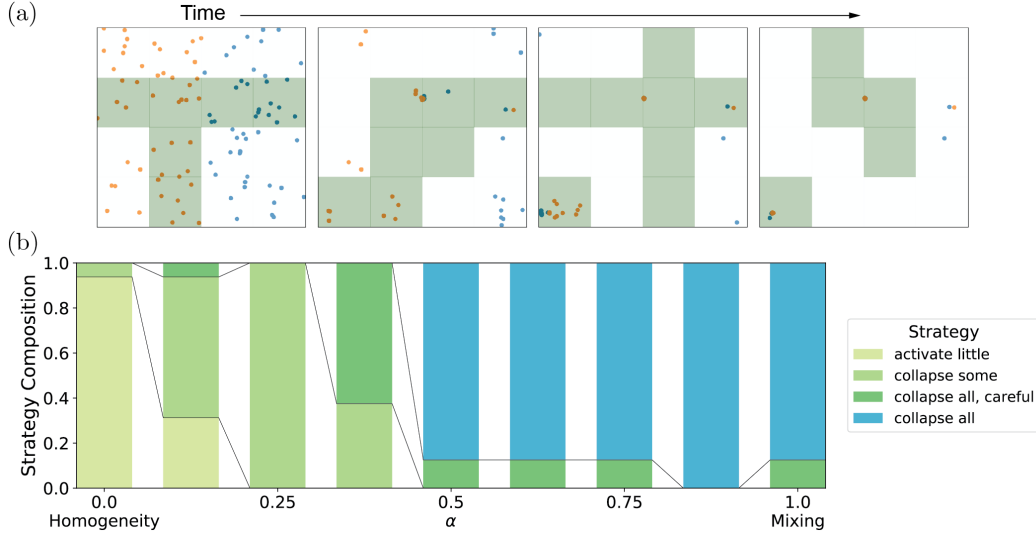 (a)
Time
(b)
Strategy Composition
1.0
0.8
0.6
0.4
0.2
0.0
0.0 0.25 0.5 0.75 1.0
Homogeneity α Mixing
Strategy
activate little
collapse some
collapse all, careful
collapse all